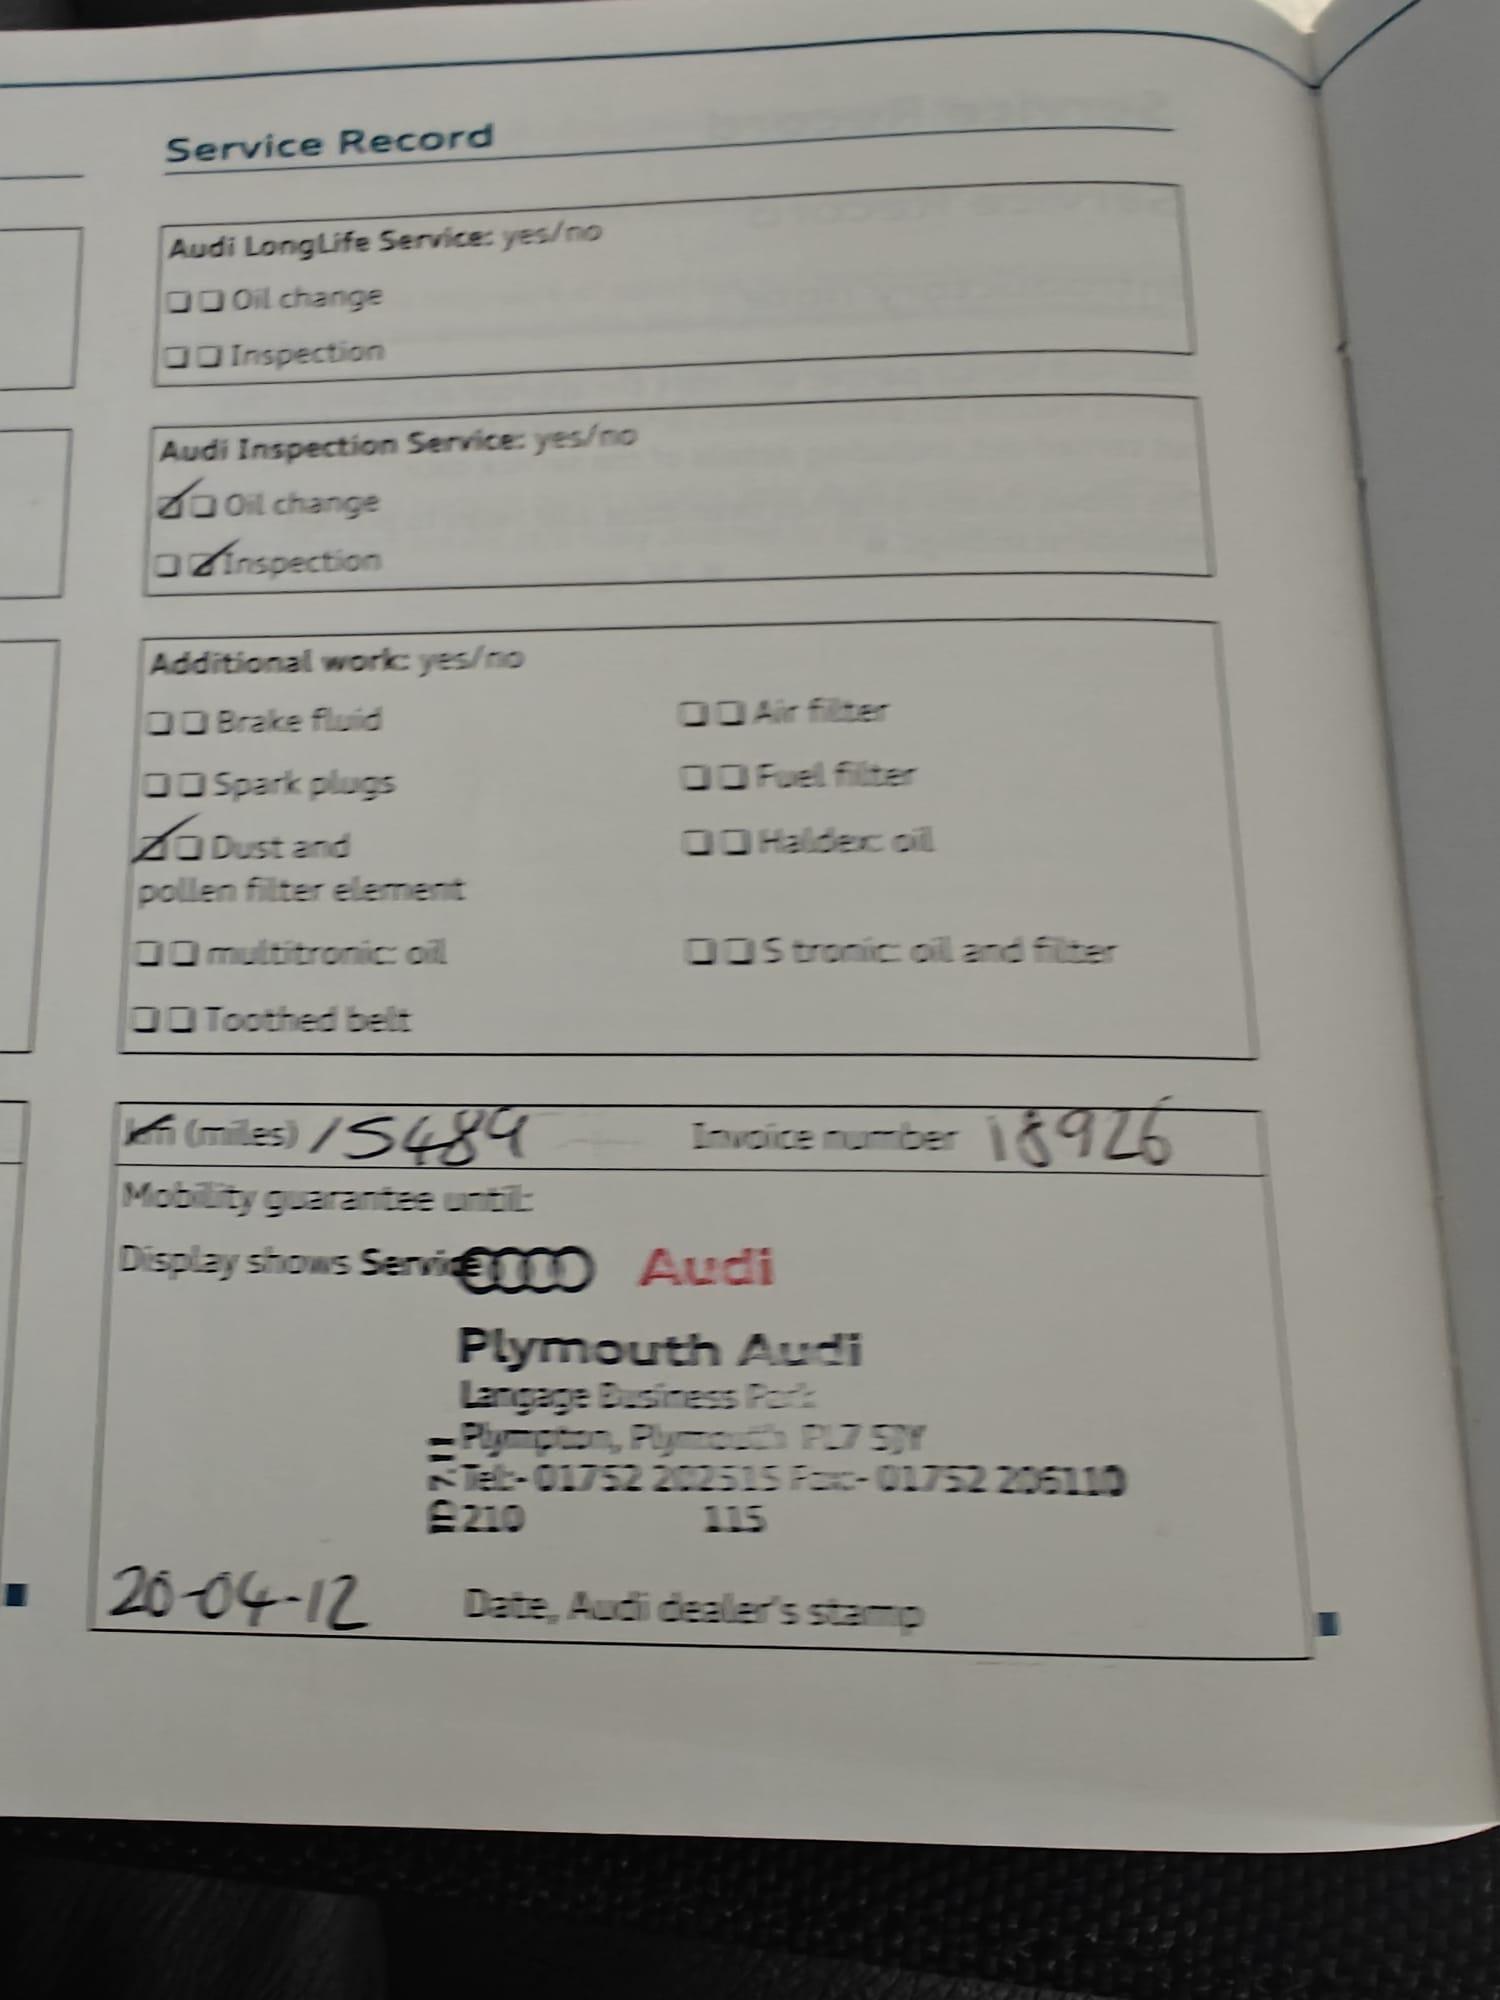 Service Record
Audi LongLife Service: yes/no
❏ ❏ Oil change
❏ ❏ Inspection
Audi Inspection Service: yes/no
☑ ❏ Oil change
❏ ☑ Inspection
Additional work: yes/no
❏ ❏ Brake fluid
❏ ❏ Air filter
❏ ❏ Spark plugs
❏ ❏ Fuel filter
☑ ❏ Dust and
pollen filter element
❏ ❏ Haldex: oil
❏ ❏ multitronic: oil
❏ ❏ S tronic: oil and filter
❏ ❏ Toothed belt
km (miles) 15489 Invoice number 18926
Mobility guarantee until:
Display shows Service
Audi
Plymouth Audi
Langage Business Park
Plympton, Plymouth PL7 5JY
Tel:- 01752 202515 Fax:- 01752 206110
210 115
20-04-12 Date, Audi dealer's stamp